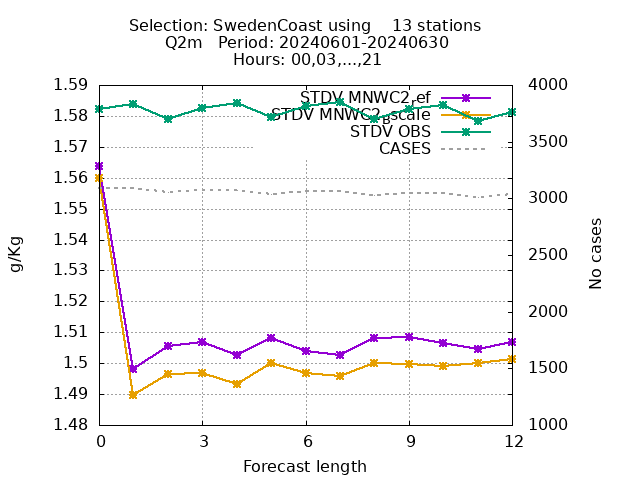 Selection: SwedenCoast using 13 stations
Q2m Period: 20240601-20240630
Hours: 00,03,...,21
STDV MNWC2_ref
STDV MNWC2_Bscale
STDV OBS
CASES
1.59
1.58
1.57
1.56
1.55
1.54
1.53
1.52
1.51
1.5
1.49
1.48
g/Kg
4000
3500
3000
2500
2000
1500
1000
No cases
0 3 6 9 12
Forecast length